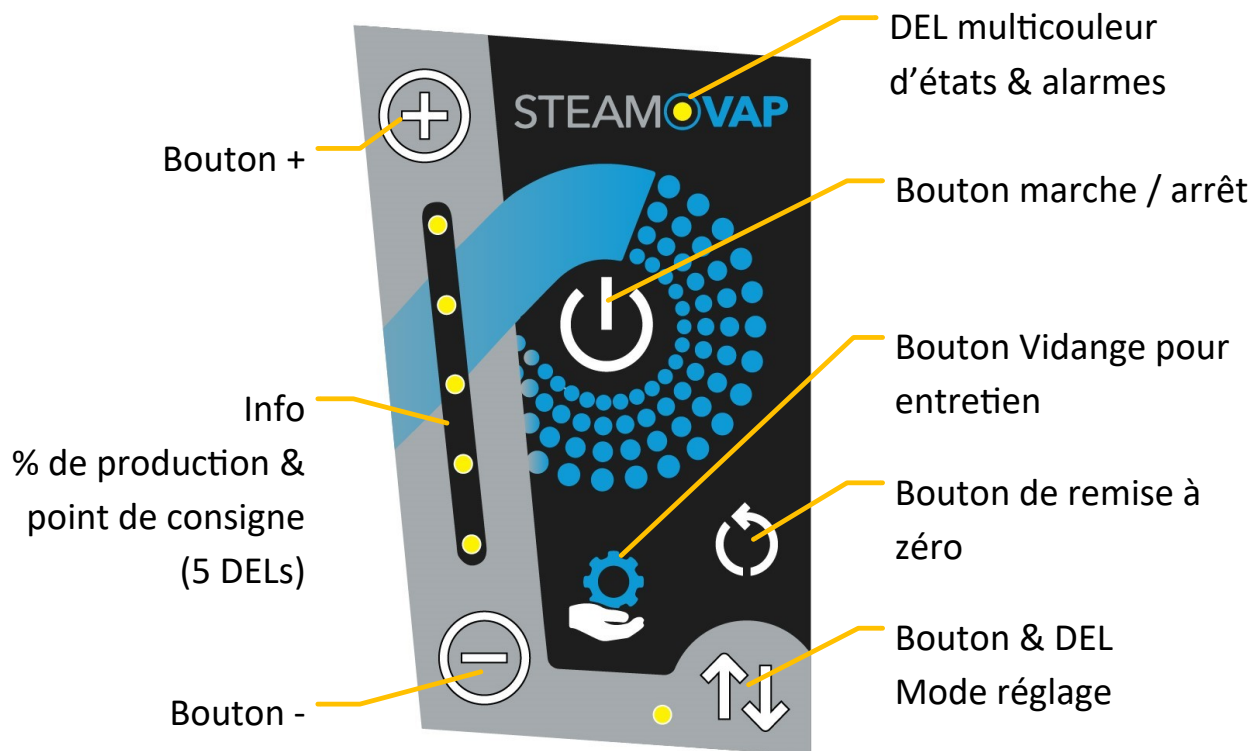 DEL multicouleur
d’états & alarmes
STEAMOVAP
Bouton +
Bouton marche / arrêt
Bouton Vidange pour
entretien
Info
% de production &
point de consigne
(5 DELs)
Bouton de remise à
zéro
Bouton & DEL
Mode réglage
Bouton -